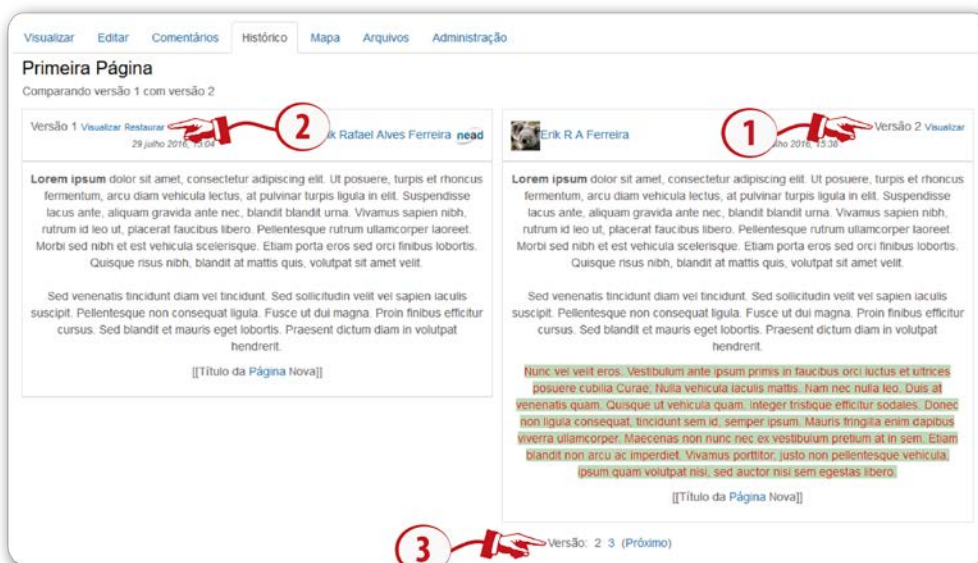 Visualizar Editar Comentários Histórico Mapa Arquivos Administração
Primeira Página
Comparando versão 1 com versão 2
Versão 1 Visualizar Restaurar 2 Rafael Alves Ferreira nead
29 julho 2016, 15:04
Lorem ipsum dolor sit amet, consectetur adipiscing elit. Ut posuere, turpis et rhoncus
fermentum, arcu diam vehicula lectus, at pulvinar turpis ligula in elit. Suspendisse
lacus ante, aliquam gravida ante nec, blandit blandit urna. Vivamus sapien nibh,
rutrum id leo ut, placerat faucibus libero. Pellentesque rutrum ullamcorper laoreet.
Morbi sed nibh et est vehicula scelerisque. Etiam porta eros sed orci finibus lobortis.
Quisque risus nibh, blandit at mattis quis, volutpat sit amet velit.
Sed venenatis tincidunt diam vel tincidunt. Sed sollicitudin velit vel sapien iaculis
suscipit. Pellentesque non consequat ligula. Fusce ut dui magna. Proin finibus efficitur
cursus. Sed blandit et mauris eget lobortis. Praesent dictum diam in volutpat
hendrerit.
[[Título da Página Nova]]
Erik R A Ferreira 1 Versão 2 Visualizar
2016, 15:38
Lorem ipsum dolor sit amet, consectetur adipiscing elit. Ut posuere, turpis et rhoncus
fermentum, arcu diam vehicula lectus, at pulvinar turpis ligula in elit. Suspendisse
lacus ante, aliquam gravida ante nec, blandit blandit urna. Vivamus sapien nibh,
rutrum id leo ut, placerat faucibus libero. Pellentesque rutrum ullamcorper laoreet.
Morbi sed nibh et est vehicula scelerisque. Etiam porta eros sed orci finibus lobortis.
Quisque risus nibh, blandit at mattis quis, volutpat sit amet velit.
Sed venenatis tincidunt diam vel tincidunt. Sed sollicitudin velit vel sapien iaculis
suscipit. Pellentesque non consequat ligula. Fusce ut dui magna. Proin finibus efficitur
cursus. Sed blandit et mauris eget lobortis. Praesent dictum diam in volutpat
hendrerit.
Nunc vel velit eros. Vestibulum ante ipsum primis in faucibus orci luctus et ultrices
posuere cubilia Curae; Nulla vehicula iaculis mattis. Nam nec nulla leo. Duis at
venenatis quam. Quisque ut vehicula quam. Integer tristique efficitur sodales. Donec
non ligula consequat, tincidunt sem id, semper ipsum. Mauris fringilla enim dapibus
viverra ullamcorper. Maecenas non nunc nec ex vestibulum pretium at in sem. Etiam
blandit non arcu ac imperdiet. Vivamus porttitor, justo non pellentesque vehicula,
ipsum quam volutpat nisi, sed auctor nisi sem egestas libero.
[[Título da Página Nova]]
3 Versão: 2 3 (Próximo)